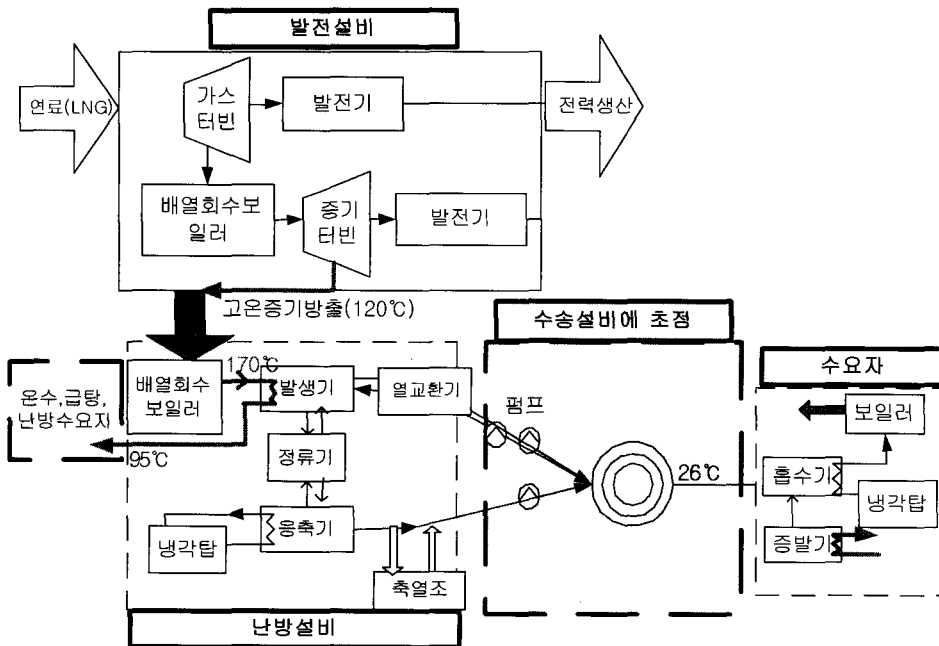 발전설비
연료(LNG)
가스
터빈
발전기
전력생산
배열회수보
일러
증기
터빈
발전기
고온증기방출(120℃)
수송설비에 초점
수요자
온수,급탕,
난방수요자
배열회수
보일러
170℃
발생기
열교환기
펌프
보일러
95℃
정류기
26℃
흡수기
냉각탑
응축기
냉각탑
증발기
축열조
난방설비